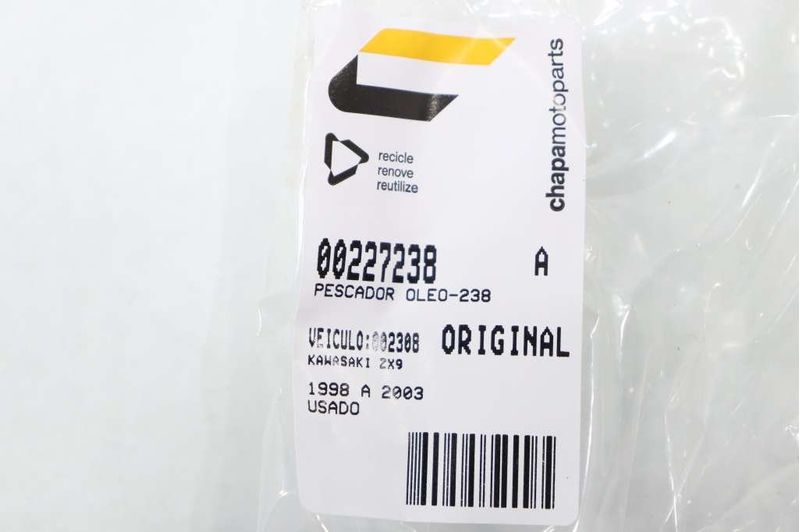 chapamotoparts
recicle
renove
reutilize
00227238 A
PESCADOR OLEO-238
VEICULO:002308 ORIGINAL
KAWASAKI ZX9
1998 A 2003
USADO